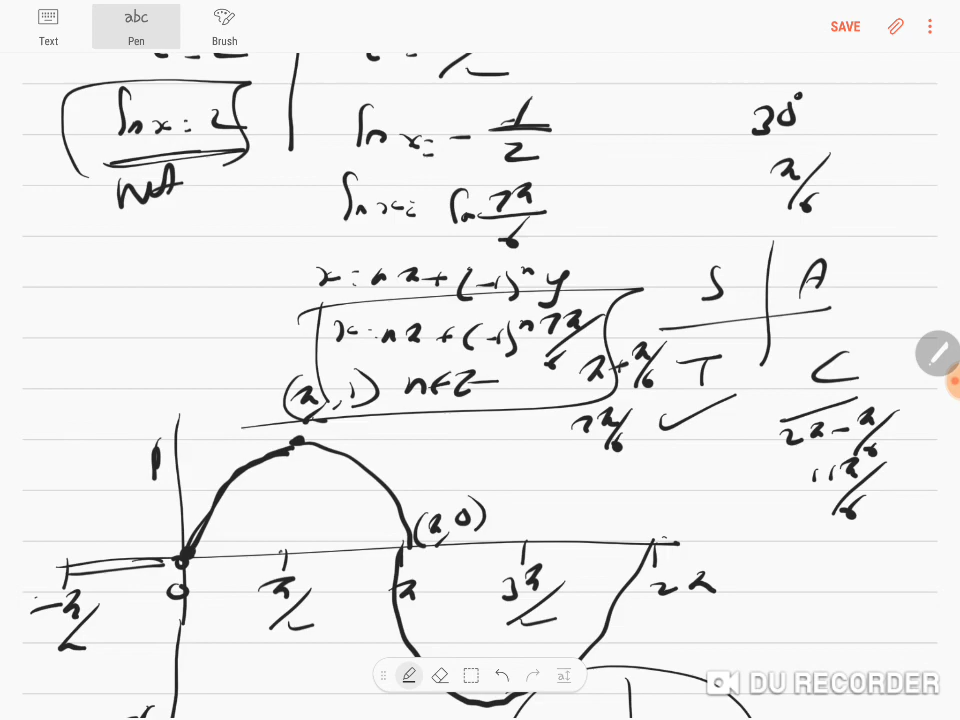 abc
Text
Pen
Brush
SAVE
sin x = 2
NA
sin x = - 1/2
sin x = sin 7π/6
x = nπ + (-1)^n y
x = nπ + (-1)^n 7π/6
n ∈ Z
30°
π/6
S A
T C
π + π/6
7π/6 ✓
2π - π/6
11π/6
1
(π, 0)
-π/2
0
π/2
π
3π/2
2π
DU RECORDER